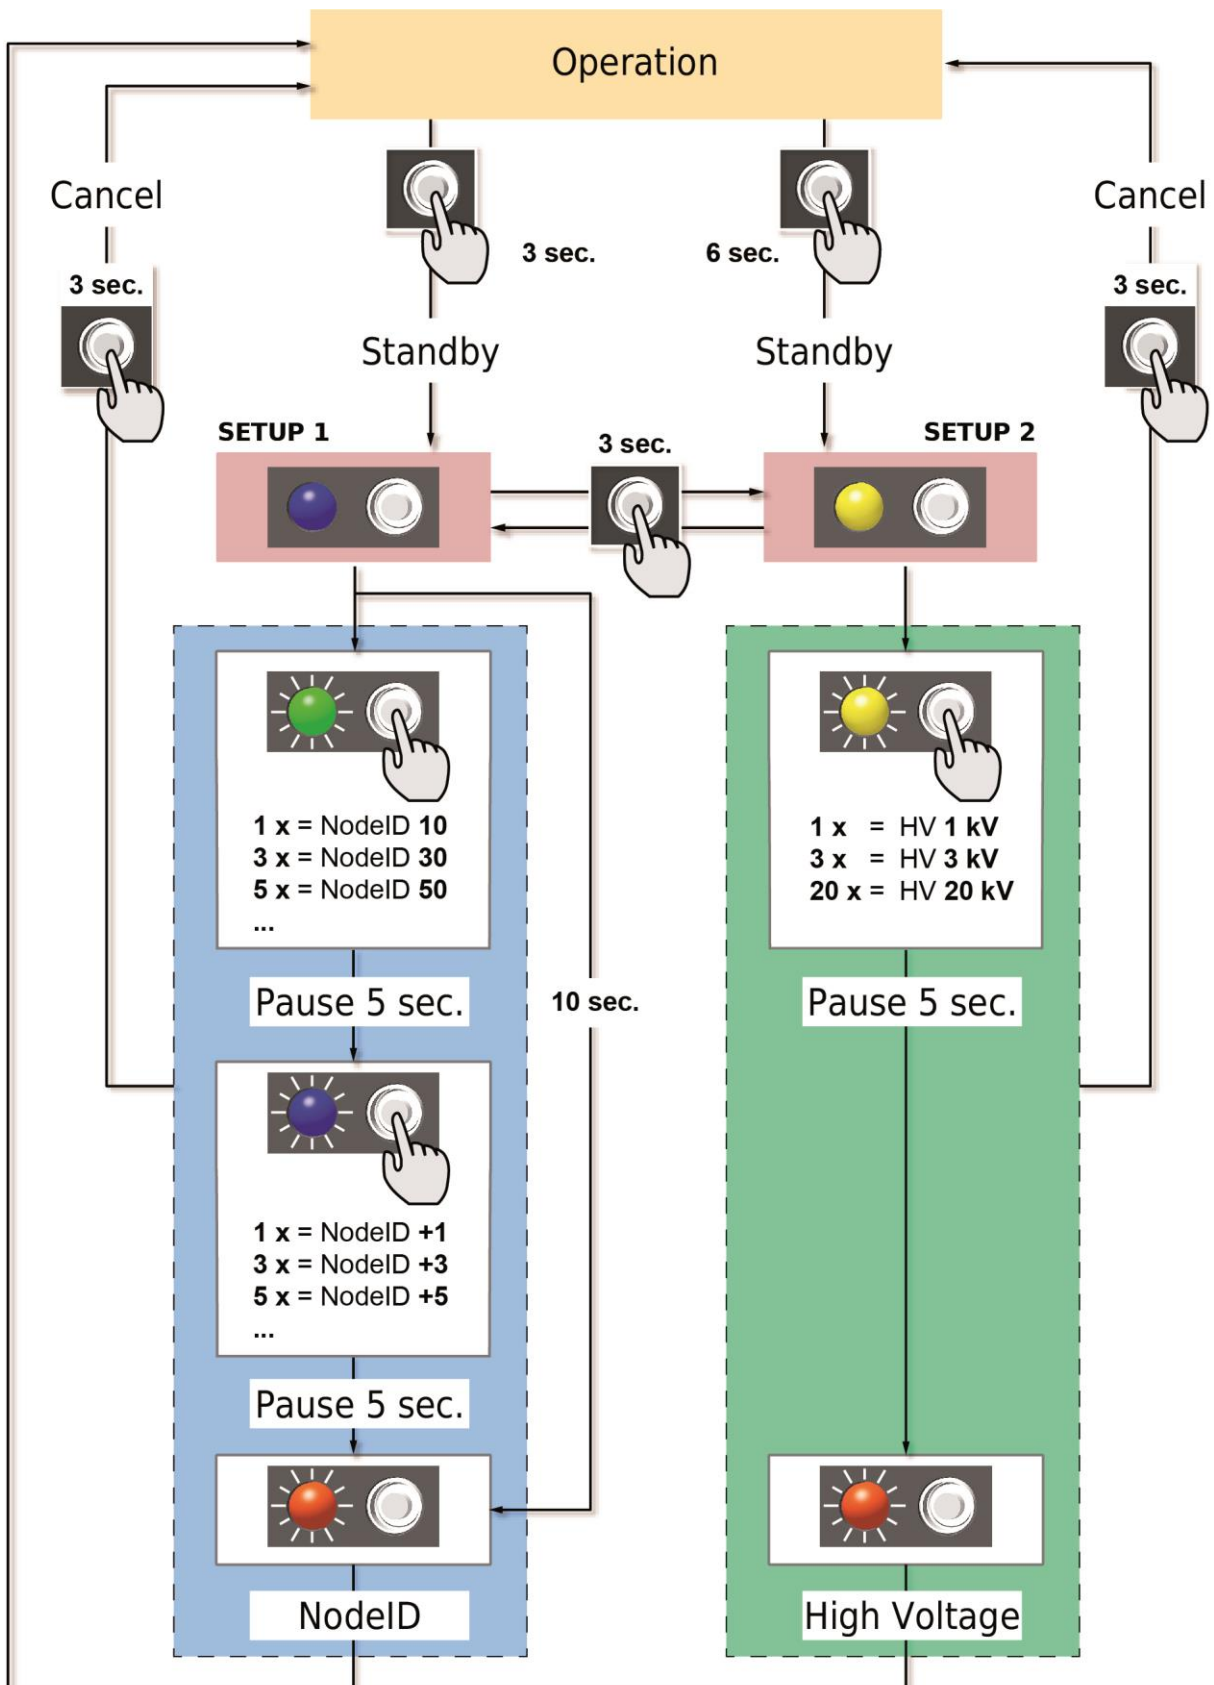 Operation
Cancel
Cancel
3 sec.
6 sec.
3 sec.
3 sec.
Standby
Standby
SETUP 1
3 sec.
SETUP 2
1 x = NodeID 10
3 x = NodeID 30
5 x = NodeID 50
...
1 x = HV 1 kV
3 x = HV 3 kV
20 x = HV 20 kV
Pause 5 sec.
10 sec.
Pause 5 sec.
1 x = NodeID +1
3 x = NodeID +3
5 x = NodeID +5
...
Pause 5 sec.
NodeID
High Voltage